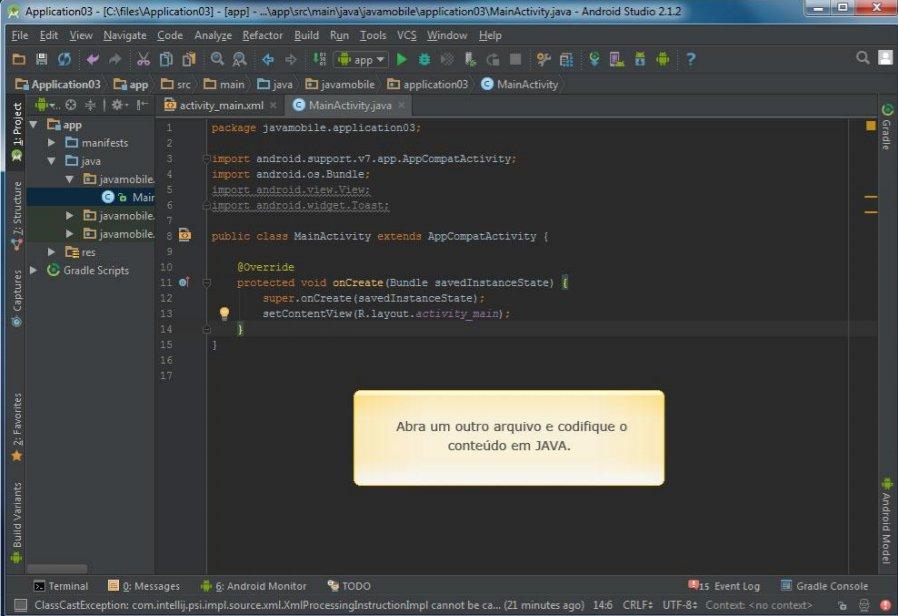 Application03 - [C:\files\Application03] - [app] - ...\app\src\main\java\javamobile\application03\MainActivity.java - Android Studio 2.1.2
File Edit View Navigate Code Analyze Refactor Build Run Tools VCS Window Help
app
Application03 app src main java javamobile application03 MainActivity
activity_main.xml MainActivity.java
1: Project
Z: Structure
Captures
2: Favorites
Build Variants
app
manifests
java
javamobile.
Mair
javamobile.
javamobile.
res
Gradle Scripts
1 package javamobile.application03;
2
3 import android.support.v7.app.AppCompatActivity;
4 import android.os.Bundle;
5 import android.view.View;
6 import android.widget.Toast;
7
8 public class MainActivity extends AppCompatActivity {
9
10 @Override
11 protected void onCreate(Bundle savedInstanceState) {
12 super.onCreate(savedInstanceState);
13 setContentView(R.layout.activity_main);
14 }
15 }
16
17
Abra um outro arquivo e codifique o
conteúdo em JAVA.
Gradle
Android Model
Terminal 0: Messages 6: Android Monitor TODO 15 Event Log Gradle Console
ClassCastException: com.intellij.psi.impl.source.xml.XmlProcessingInstructionImpl cannot be ca... (21 minutes ago) 14:6 CRLF UTF-8 Context: <no context>